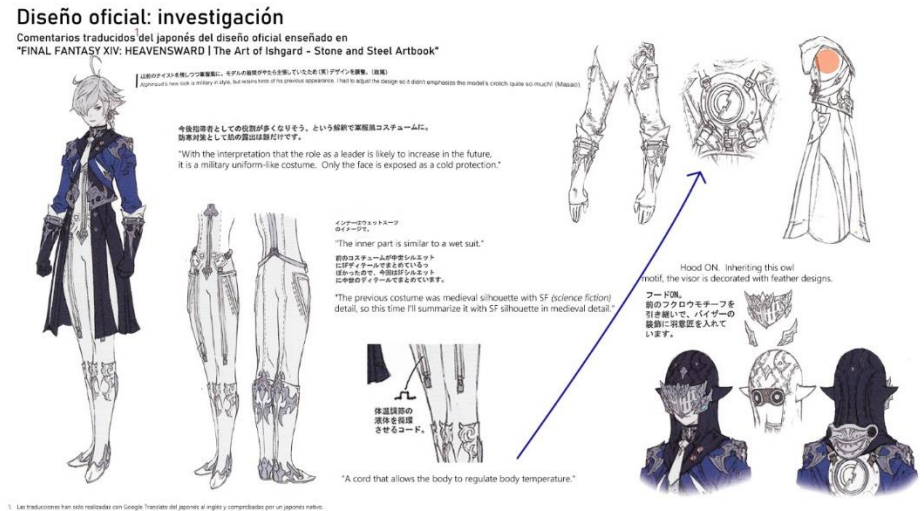 Diseño oficial: investigación
Comentarios traducidos¹ del japonés del diseño oficial enseñado en
"FINAL FANTASY XIV: HEAVENSWARD | The Art of Ishgard - Stone and Steel Artbook"
Alphinaud's new look is military in style, but retains hints of his previous appearance. I had to adjust the design so it didn't emphasize the model's crotch quite so much! (Masao)
今後指導者としての役割が多くなりそう、という解釈で軍服風コスチュームに。
防寒対策として肌の露出は顔だけです。
"With the interpretation that the role as a leader is likely to increase in the future,
it is a military uniform-like costume. Only the face is exposed as a cold protection."
インナーはウェットスーツ
のイメージで。
"The inner part is similar to a wet suit."
前のコスチュームが中世シルエット
にSFディテールでまとめているっ
ぽかったので、今回はSFシルエット
に中世のディテールでまとめています。
"The previous costume was medieval silhouette with SF (science fiction)
detail, so this time I'll summarize it with SF silhouette in medieval detail."
体温調節の
液体を循環
させるコード。
"A cord that allows the body to regulate body temperature."
Hood ON. Inheriting this owl
motif, the visor is decorated with feather designs.
フードON。
前のフクロウモチーフを
引き継いで、バイザーの
装飾に羽意匠を入れて
います。
1. Las traducciones han sido realizadas con Google Translate del japonés al inglés y comprobadas por un japonés nativo.